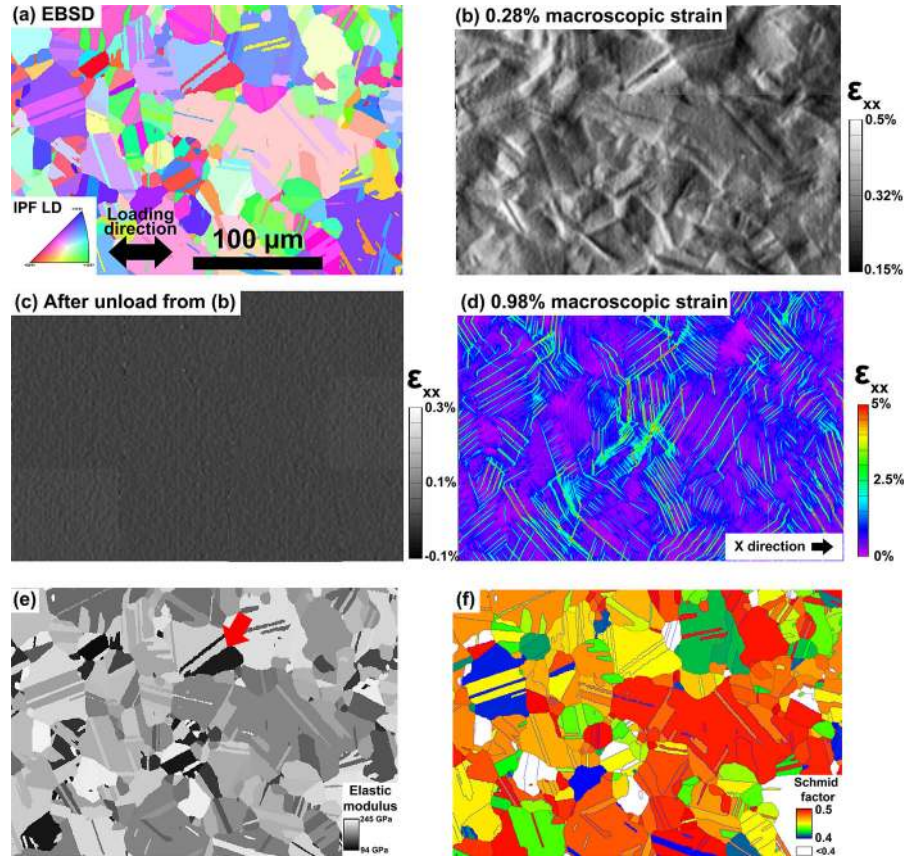 (a) EBSD
IPF LD
Loading
direction
100 µm
(b) 0.28% macroscopic strain
εxx
0.5%
0.32%
0.15%
(c) After unload from (b)
εxx
0.3%
0.1%
-0.1%
(d) 0.98% macroscopic strain
X direction
εxx
5%
2.5%
0%
(e)
Elastic
modulus
245 GPa
94 GPa
(f)
Schmid
factor
0.5
0.4
<0.4